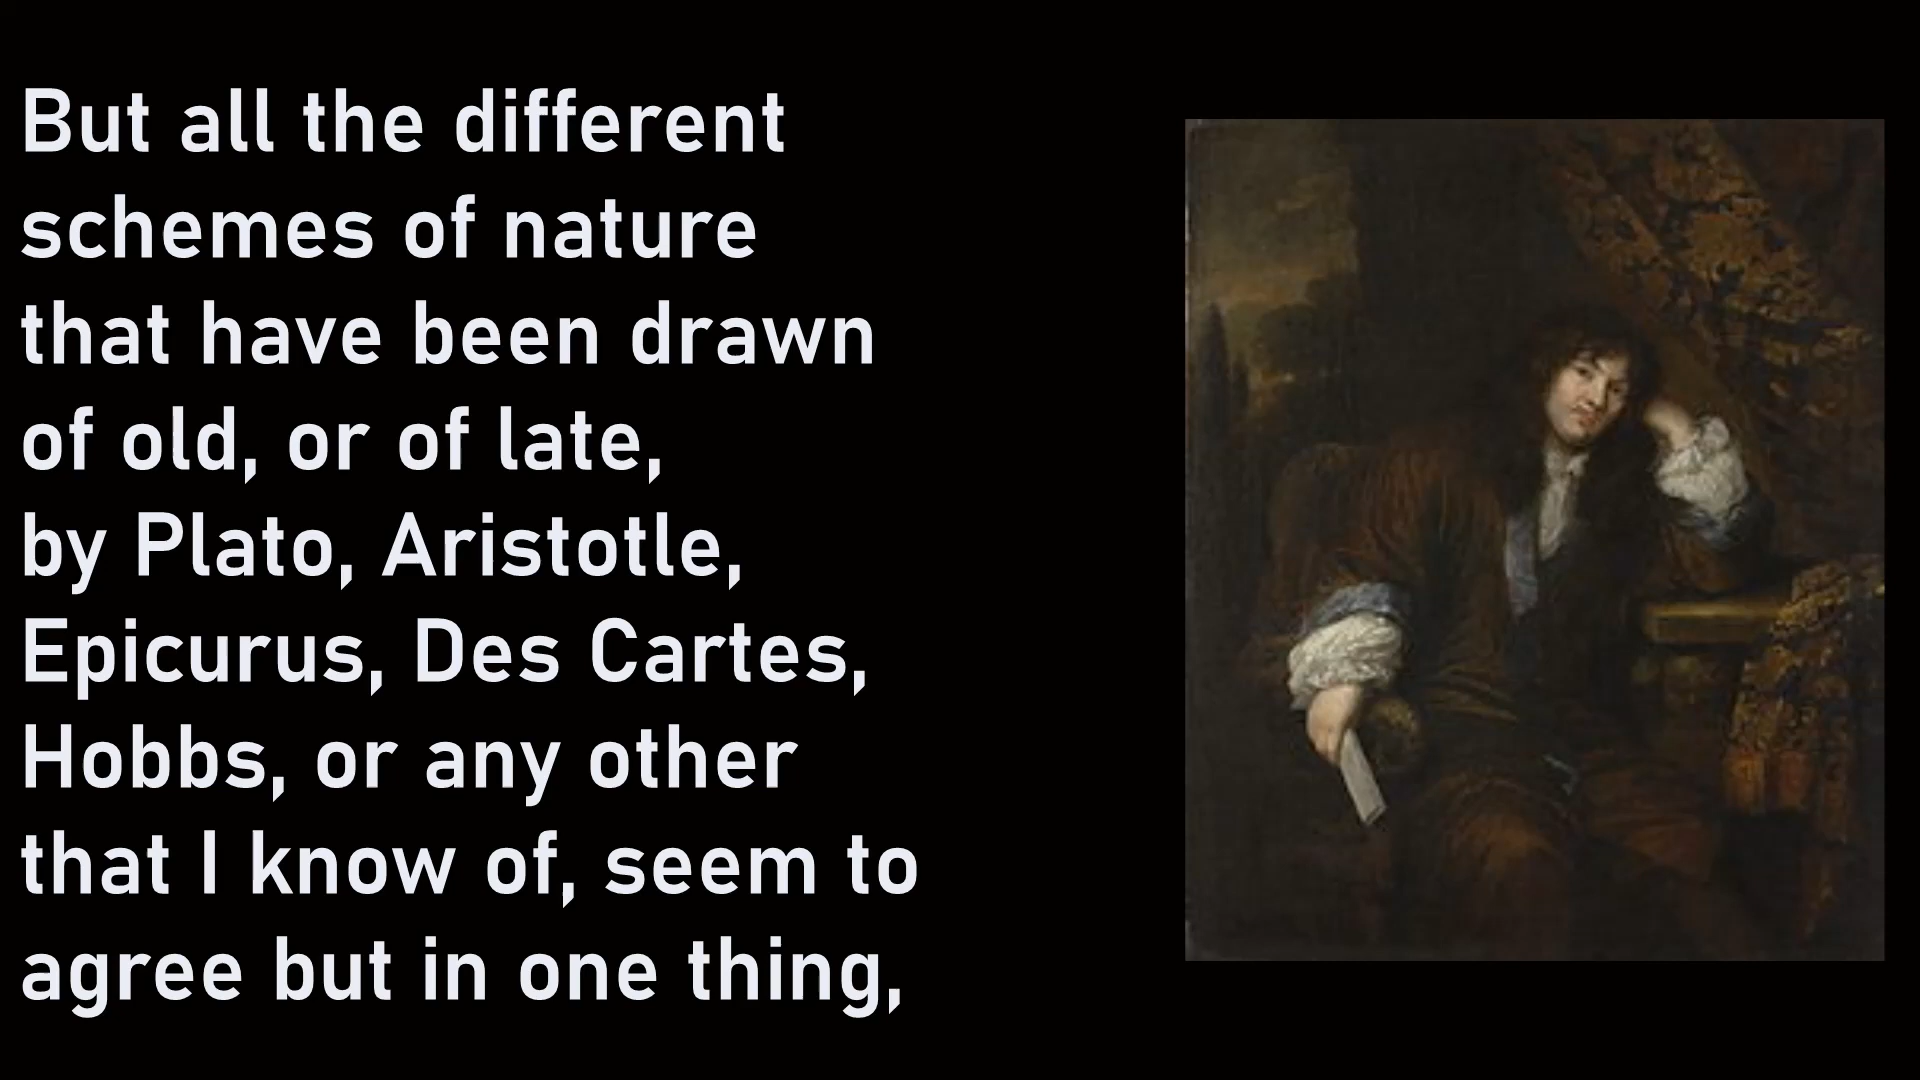 But all the different
schemes of nature
that have been drawn
of old, or of late,
by Plato, Aristotle,
Epicurus, Des Cartes,
Hobbs, or any other
that I know of, seem to
agree but in one thing,